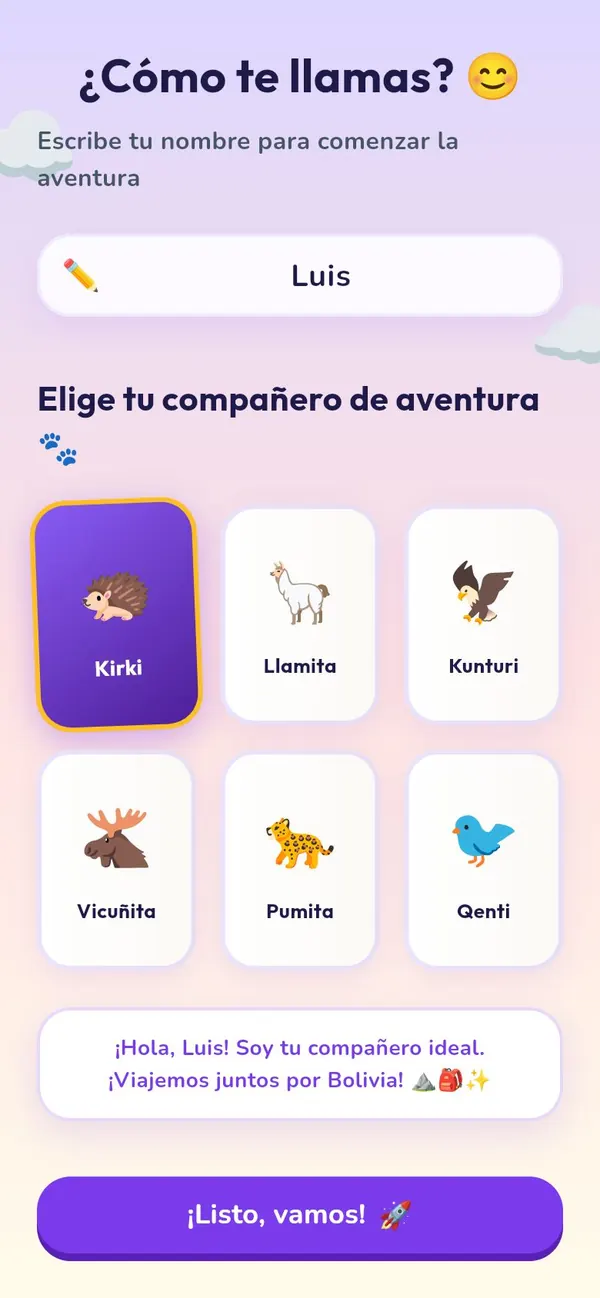 ¿Cómo te llamas? 😊
Escribe tu nombre para comenzar la
aventura
✏️ Luis
Elige tu compañero de aventura
🐾
Kirki
Llamita
Kunturi
Vicuñita
Pumita
Qenti
¡Hola, Luis! Soy tu compañero ideal.
¡Viajemos juntos por Bolivia! ⛰️🎒✨
¡Listo, vamos! 🚀